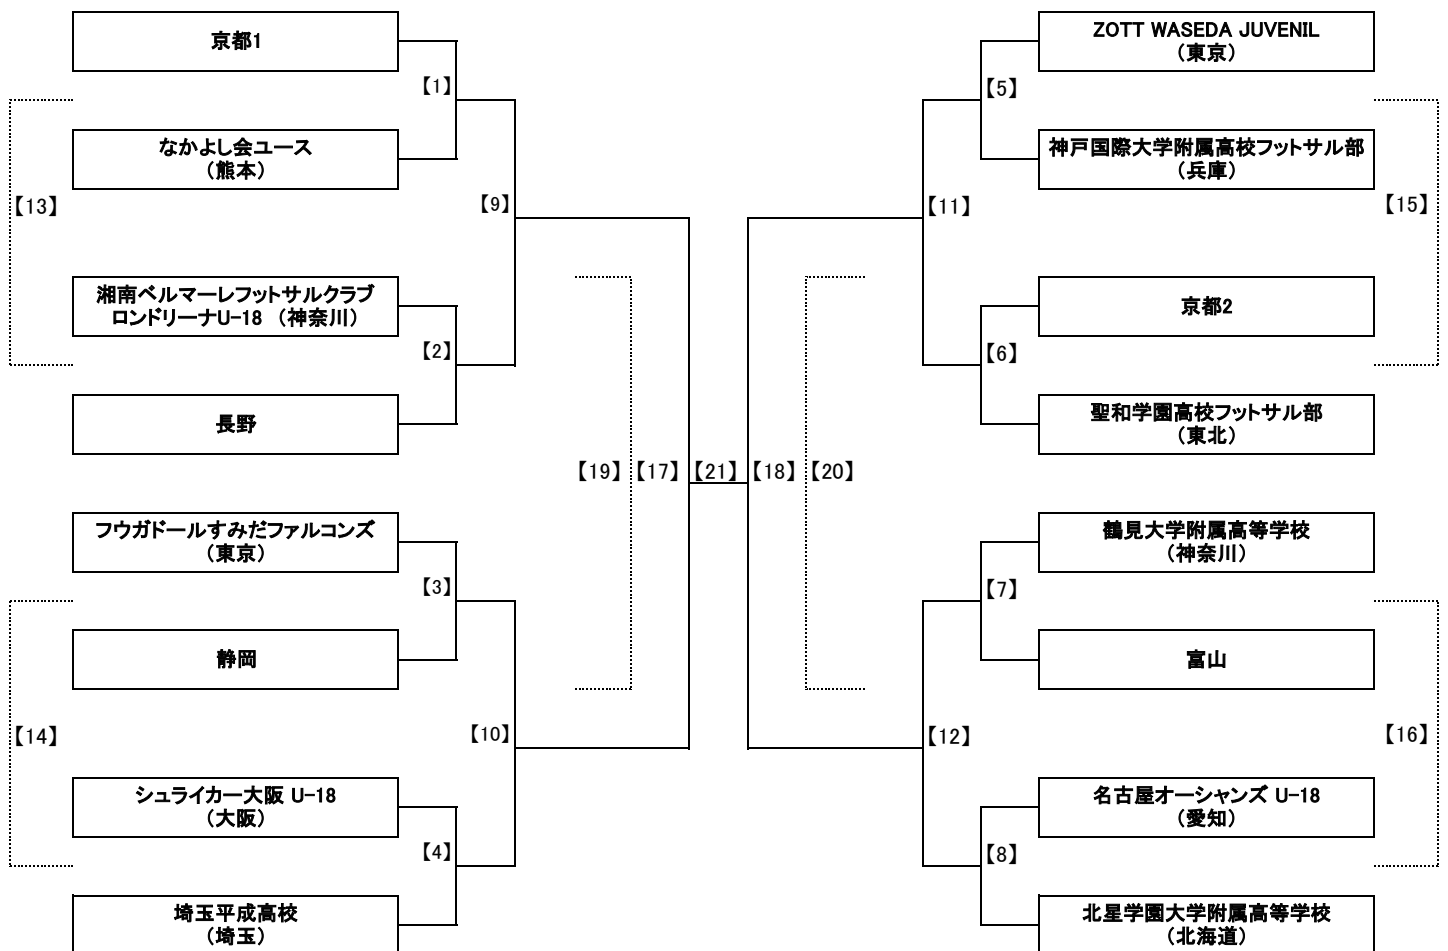 京都1
【1】
なかよし会ユース
（熊本）
【13】
【9】
湘南ベルマーレフットサルクラブ
ロンドリーナU-18 （神奈川）
【2】
長野
フウガドールすみだファルコンズ
（東京）
【3】
静岡
【14】
【10】
シュライカー大阪 U-18
（大阪）
【4】
埼玉平成高校
（埼玉）
【19】
【17】
【21】
【18】
【20】
ZOTT WASEDA JUVENIL
（東京）
【5】
神戸国際大学附属高校フットサル部
（兵庫）
【11】
【15】
京都2
【6】
聖和学園高校フットサル部
（東北）
鶴見大学附属高等学校
（神奈川）
【7】
富山
【12】
【16】
名古屋オーシャンズ U-18
（愛知）
【8】
北星学園大学附属高等学校
（北海道）